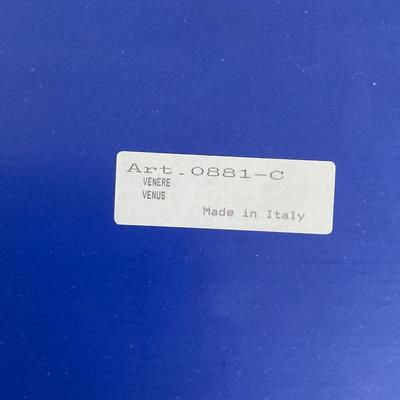 Art.0881-C
VENERE
VENUS
Made in Italy